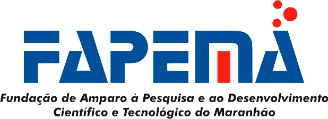 FAPEMA
Fundação de Amparo à Pesquisa e ao Desenvolvimento
Científico e Tecnológico do Maranhão